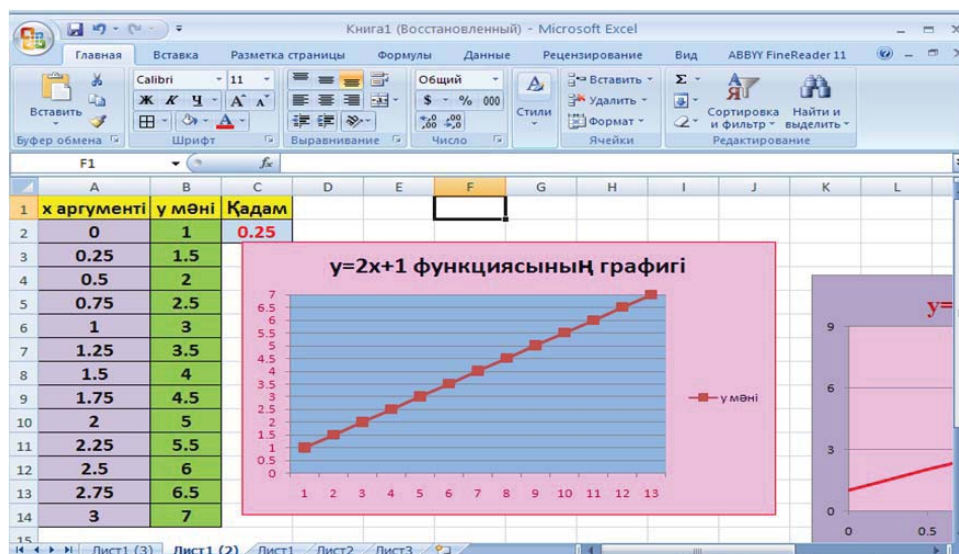 Книга1 (Восстановленный) - Microsoft Excel
Главная Вставка Разметка страницы Формулы Данные Рецензирование Вид ABBYY FineReader 11
Calibri 11 Общий Вставить Σ
Ж К Ч А А $ % 000 Удалить
Вставить Стили Формат Сортировка и фильтр Найти и выделить
Буфер обмена Шрифт Выравнивание Число Ячейки Редактирование
F1 fx
A B C D E F G H I J K L
1 х аргументі у мәні Қадам
2 0 1 0.25
3 0.25 1.5
4 0.5 2
5 0.75 2.5
6 1 3
7 1.25 3.5
8 1.5 4
9 1.75 4.5
10 2 5
11 2.25 5.5
12 2.5 6
13 2.75 6.5
14 3 7
15
y=2x+1 функциясының графигі
7
6.5
6
5.5
5
4.5
4
3.5
3
2.5
2
1.5
1
0.5
0
1 2 3 4 5 6 7 8 9 10 11 12 13
у мәні
y=
9
6
3
0
0 0.5
Лист1 (3) Лист1 (2) Лист1 Лист2 Лист3